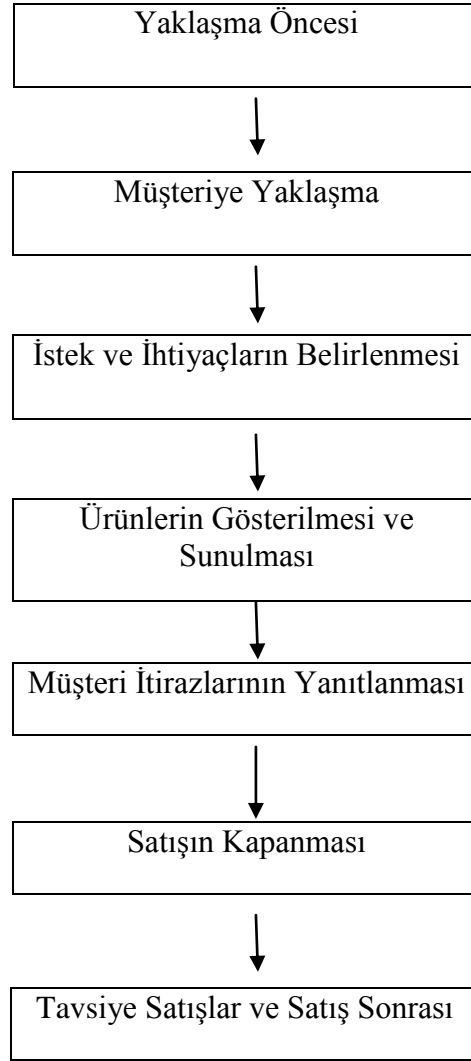 Yaklaşma Öncesi
Müşteriye Yaklaşma
İstek ve İhtiyaçların Belirlenmesi
Ürünlerin Gösterilmesi ve
Sunulması
Müşteri İtirazlarının Yanıtlanması
Satışın Kapanması
Tavsiye Satışlar ve Satış Sonrası